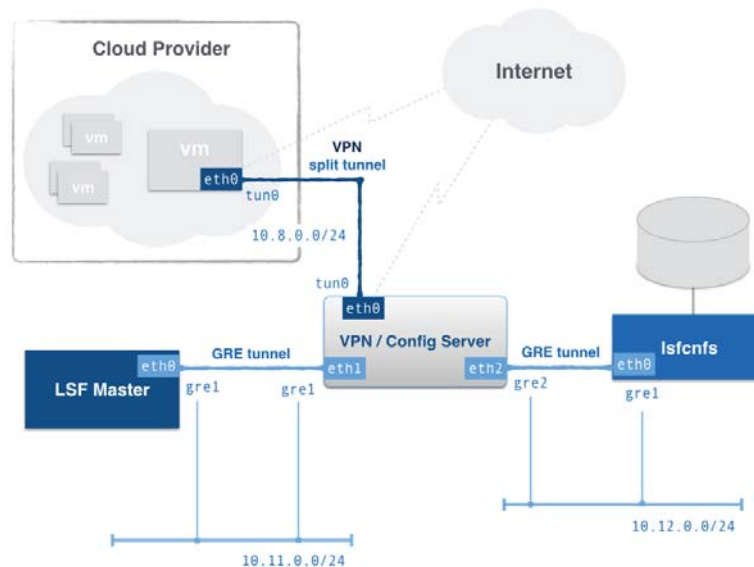 Cloud Provider
Internet
vm
vm
vm
eth0
tun0
VPN
split tunnel
10.8.0.0/24
tun0
eth0
VPN / Config Server
lsfcnfs
LSF Master
eth0
GRE tunnel
eth1
eth2
GRE tunnel
eth0
gre1
gre1
gre2
gre1
10.11.0.0/24
10.12.0.0/24